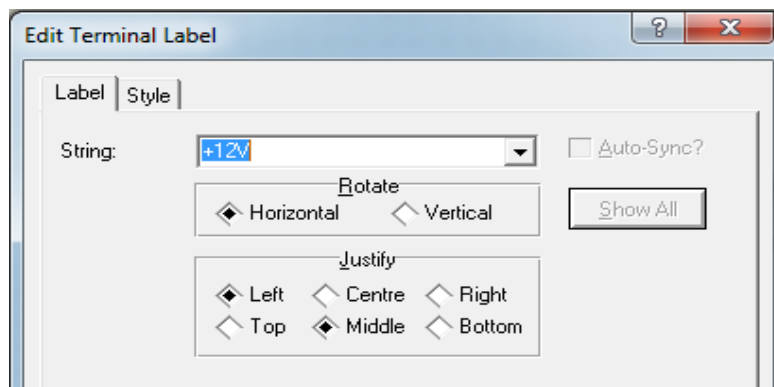 Edit Terminal Label
? X
Label Style
String: +12V Auto-Sync?
Rotate
Horizontal Vertical Show All
Justify
Left Centre Right
Top Middle Bottom